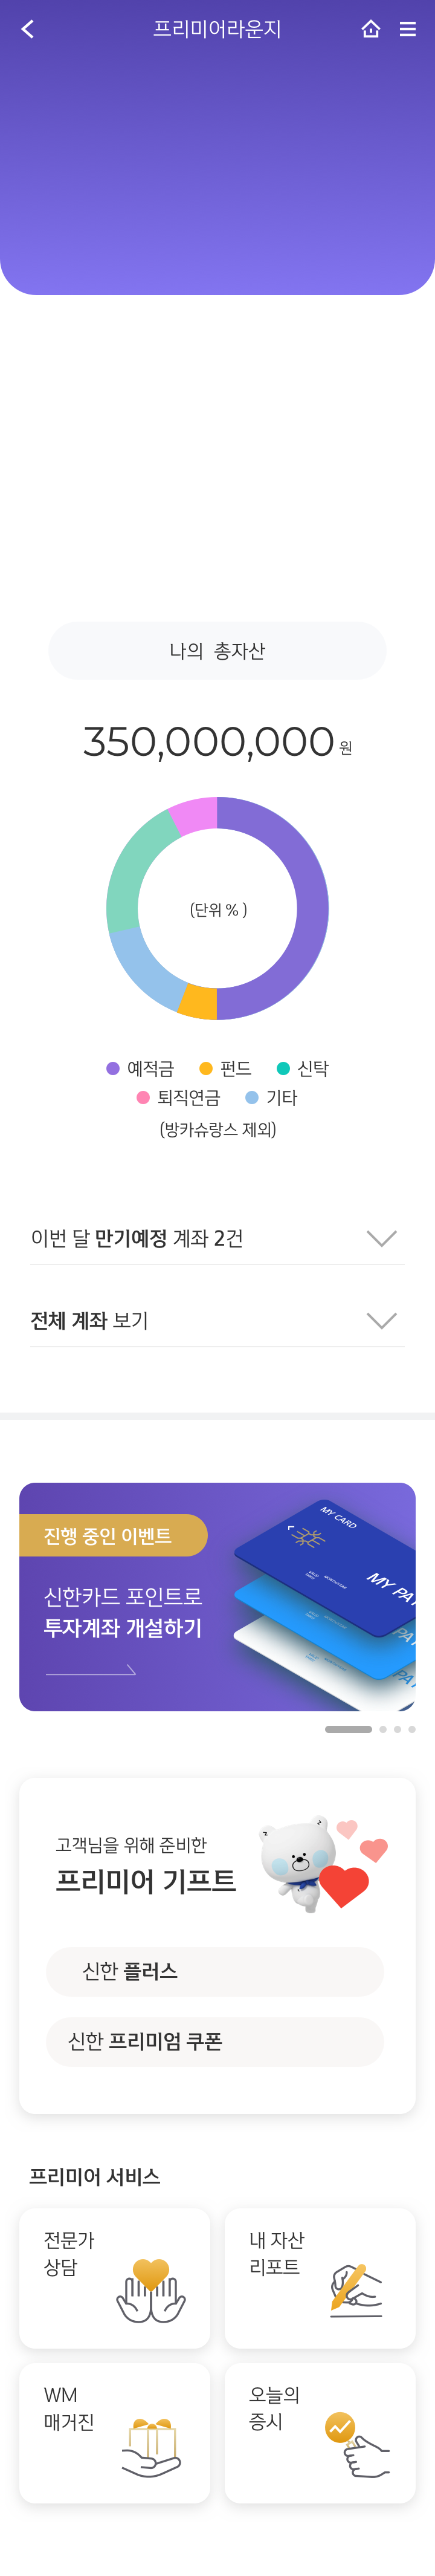 프리미어라운지
나의 총자산
350,000,000 원
(단위 % )
예적금 펀드 신탁
퇴직연금 기타
(방카슈랑스 제외)
이번 달 만기예정 계좌 2건
전체 계좌 보기
진행 중인 이벤트
신한카드 포인트로
투자계좌 개설하기
MY CARD
MY PAY
PAY
PAY
고객님을 위해 준비한
프리미어 기프트
신한 플러스
신한 프리미엄 쿠폰
프리미어 서비스
전문가
상담
내 자산
리포트
WM
매거진
오늘의
증시